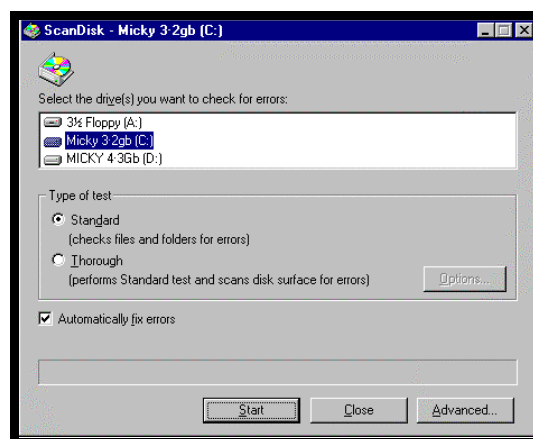 ScanDisk - Micky 3·2gb (C:)
Select the drive(s) you want to check for errors:
3½ Floppy (A:)
Micky 3·2gb (C:)
MICKY 4·3Gb (D:)
Type of test
Standard
(checks files and folders for errors)
Thorough
(performs Standard test and scans disk surface for errors)
Options...
Automatically fix errors
Start
Close
Advanced...